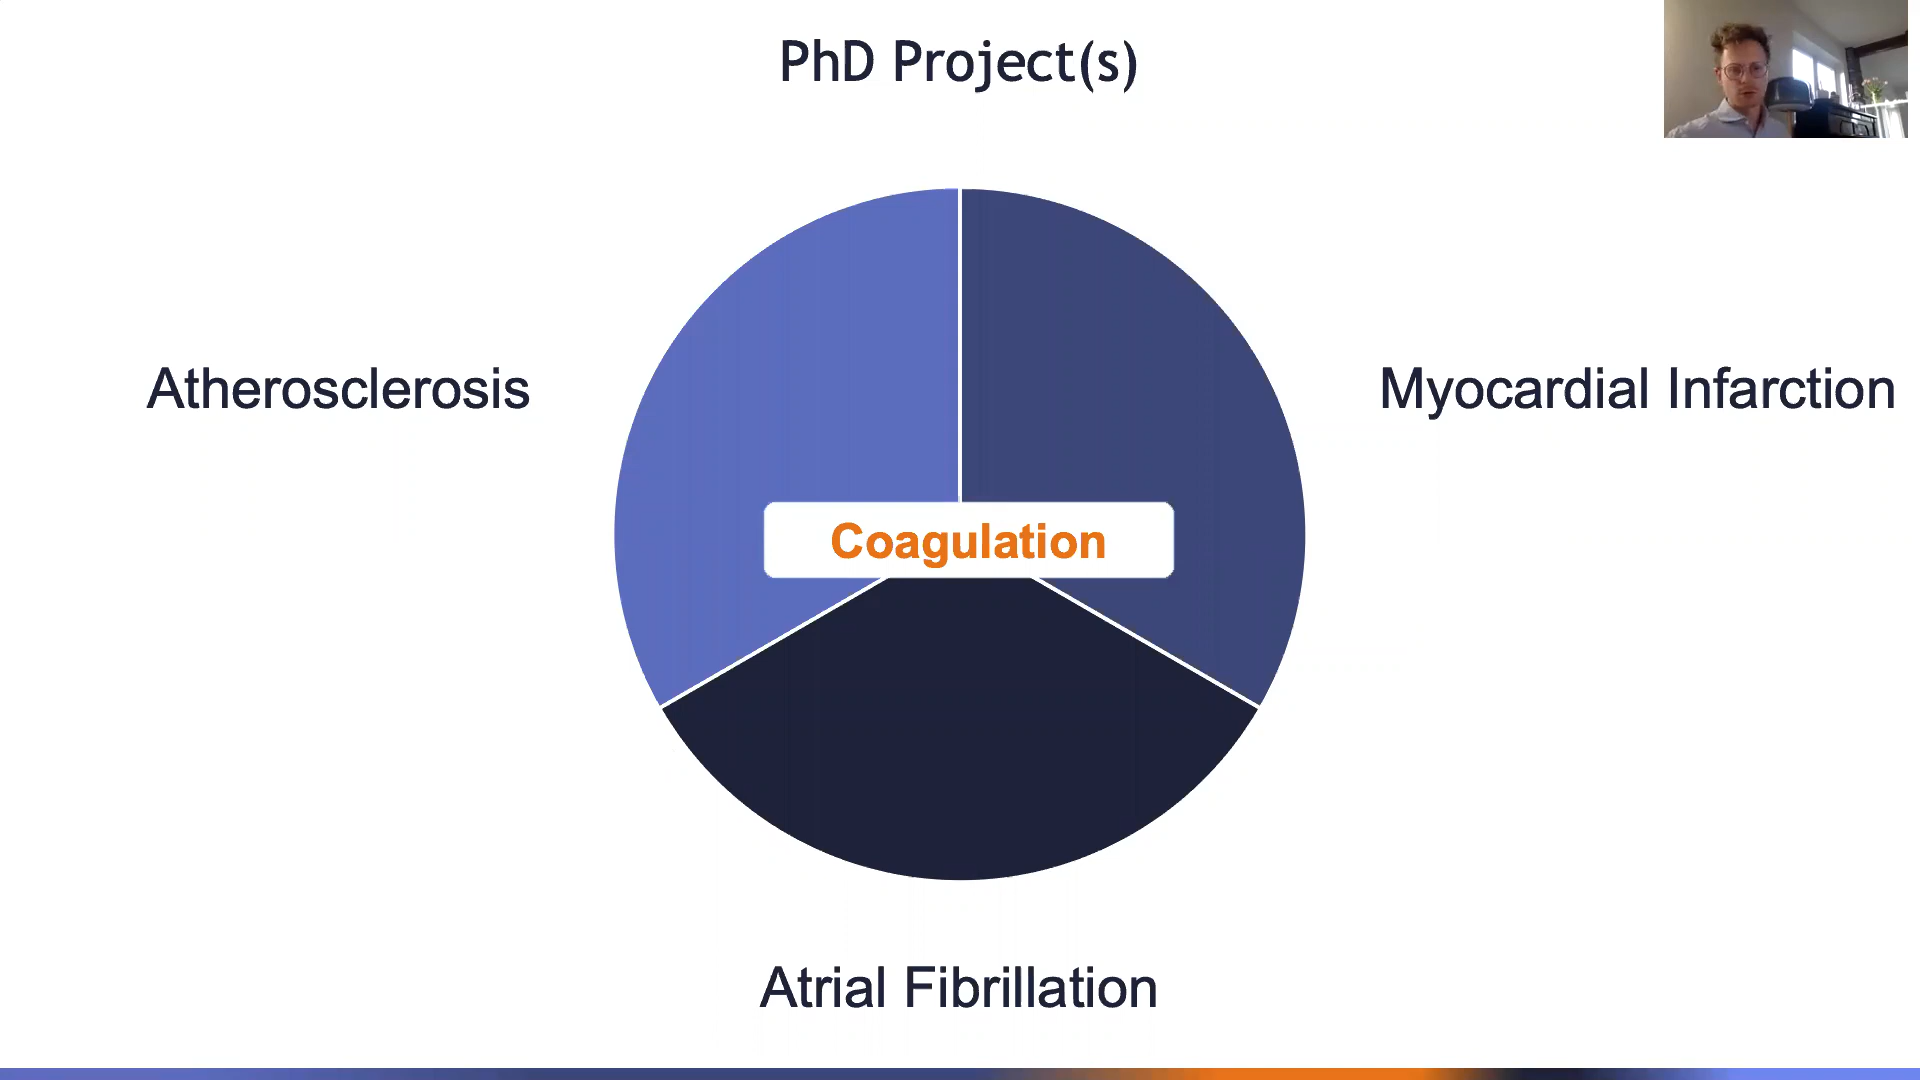 PhD Project(s)
Atherosclerosis
Myocardial Infarction
Coagulation
Atrial Fibrillation